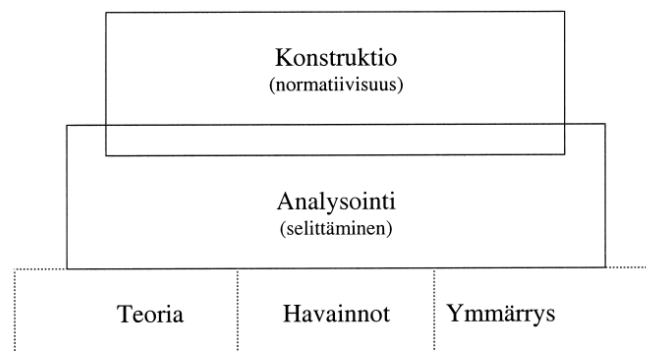 Konstruktio
(normatiivisuus)
Analysointi
(selittäminen)
Teoria Havainnot Ymmärrys